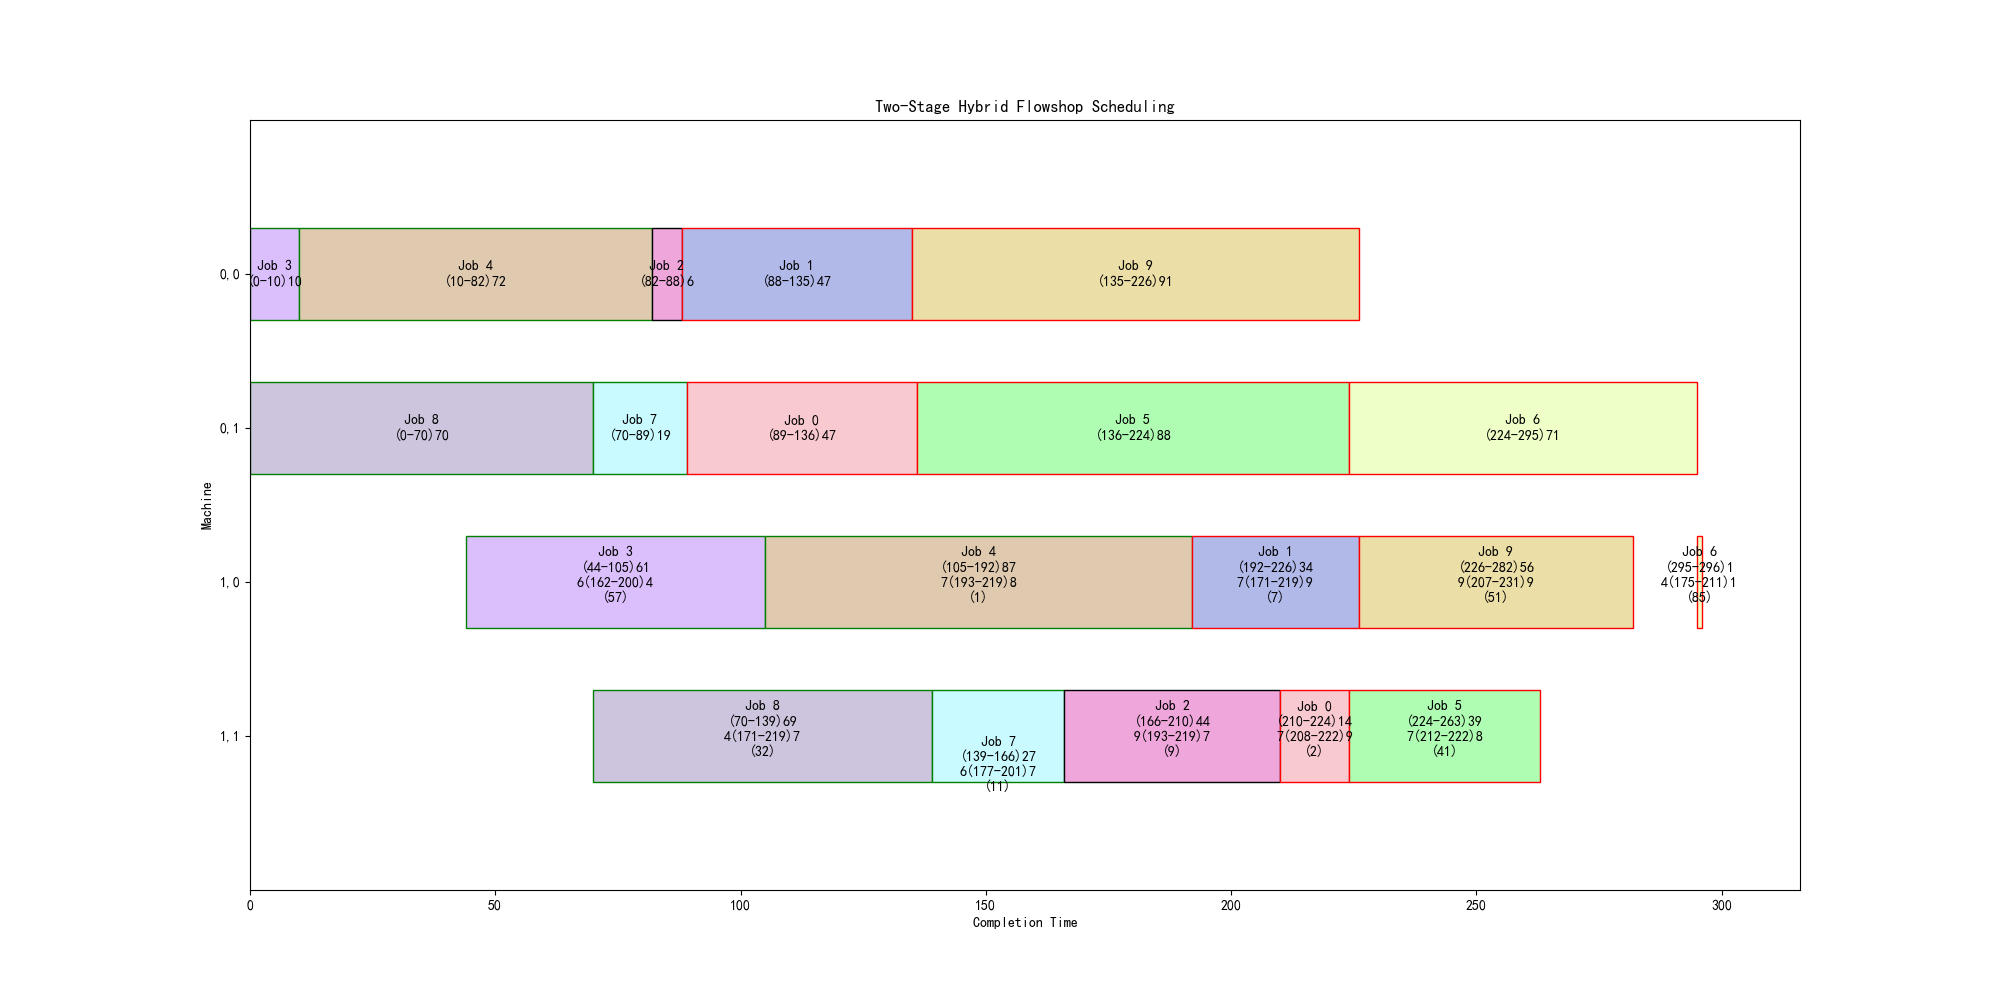 Two-Stage Hybrid Flowshop Scheduling
Machine
0,0
Job 3
(0-10)10
Job 4
(10-82)72
Job 2
(82-88)6
Job 1
(88-135)47
Job 9
(135-226)91
0,1
Job 8
(0-70)70
Job 7
(70-89)19
Job 0
(89-136)47
Job 5
(136-224)88
Job 6
(224-295)71
1,0
Job 3
(44-105)61
6(162-200)4
(57)
Job 4
(105-192)87
7(193-219)8
(1)
Job 1
(192-226)34
7(171-219)9
(7)
Job 9
(226-282)56
9(207-231)9
(51)
Job 6
(295-296)1
4(175-211)1
(85)
1,1
Job 8
(70-139)69
4(171-219)7
(32)
Job 7
(139-166)27
6(177-201)7
(11)
Job 2
(166-210)44
9(193-219)7
(9)
Job 0
(210-224)14
7(208-222)9
(2)
Job 5
(224-263)39
7(212-222)8
(41)
0
50
100
150
200
250
300
Completion Time